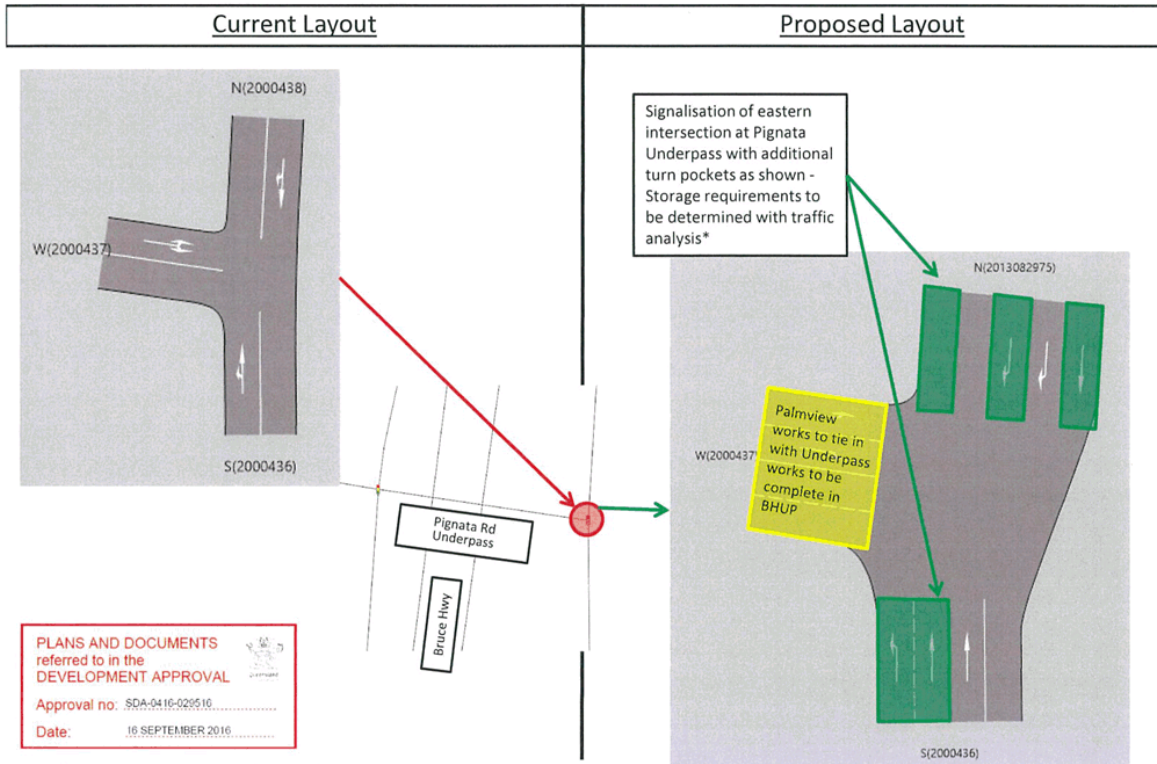 Current Layout
Proposed Layout
N(2000438)
W(2000437)
S(2000436)
Signalisation of eastern
intersection at Pignata
Underpass with additional
turn pockets as shown -
Storage requirements to
be determined with traffic
analysis*
N(2013082975)
W(2000437
Palmview
works to tie in
with Underpass
works to be
complete in
BHUP
S(2000436)
Pignata Rd
Underpass
Bruce Hwy
PLANS AND DOCUMENTS
referred to in the
DEVELOPMENT APPROVAL
Approval no: SDA-0416-029516
Date: 16 SEPTEMBER 2016